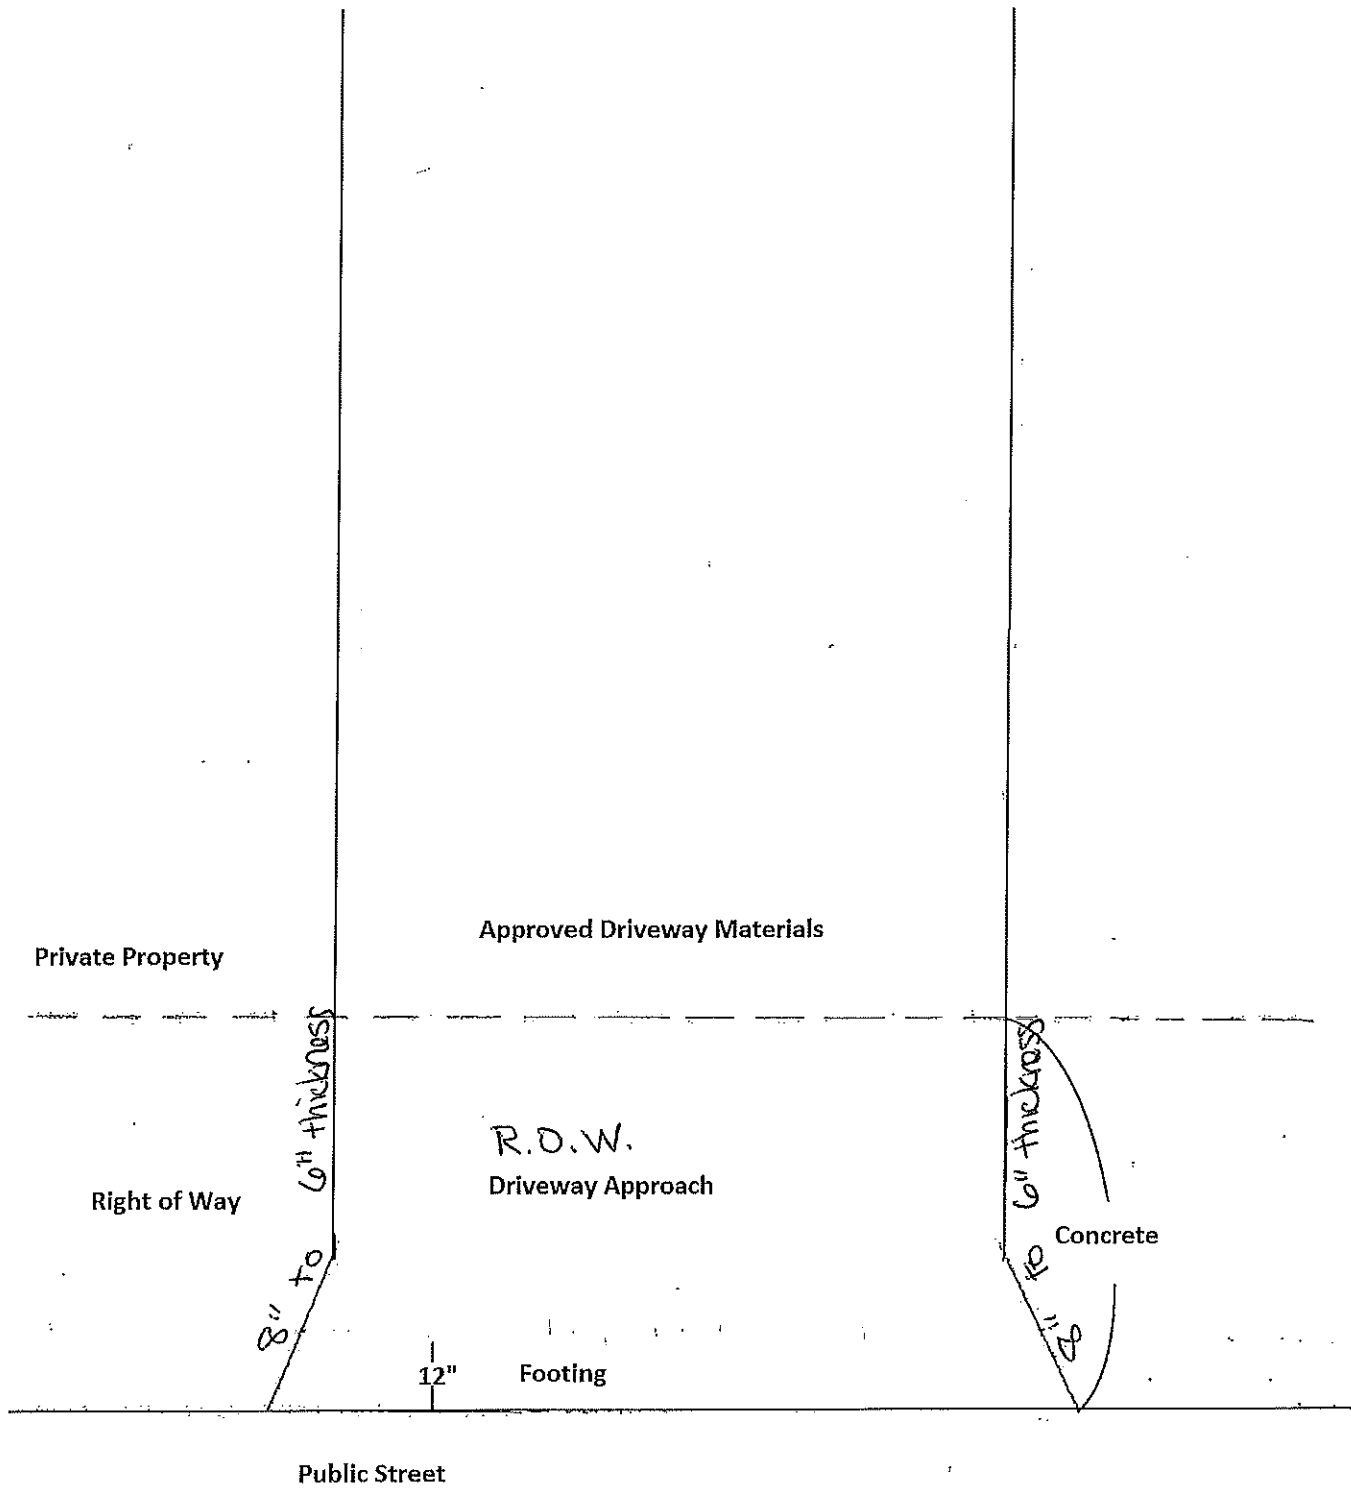 Approved Driveway Materials
Private Property
8" to 6" thickness
R.O.W.
Driveway Approach
Right of Way
8" to 6" thickness
Concrete
12"
Footing
Public Street